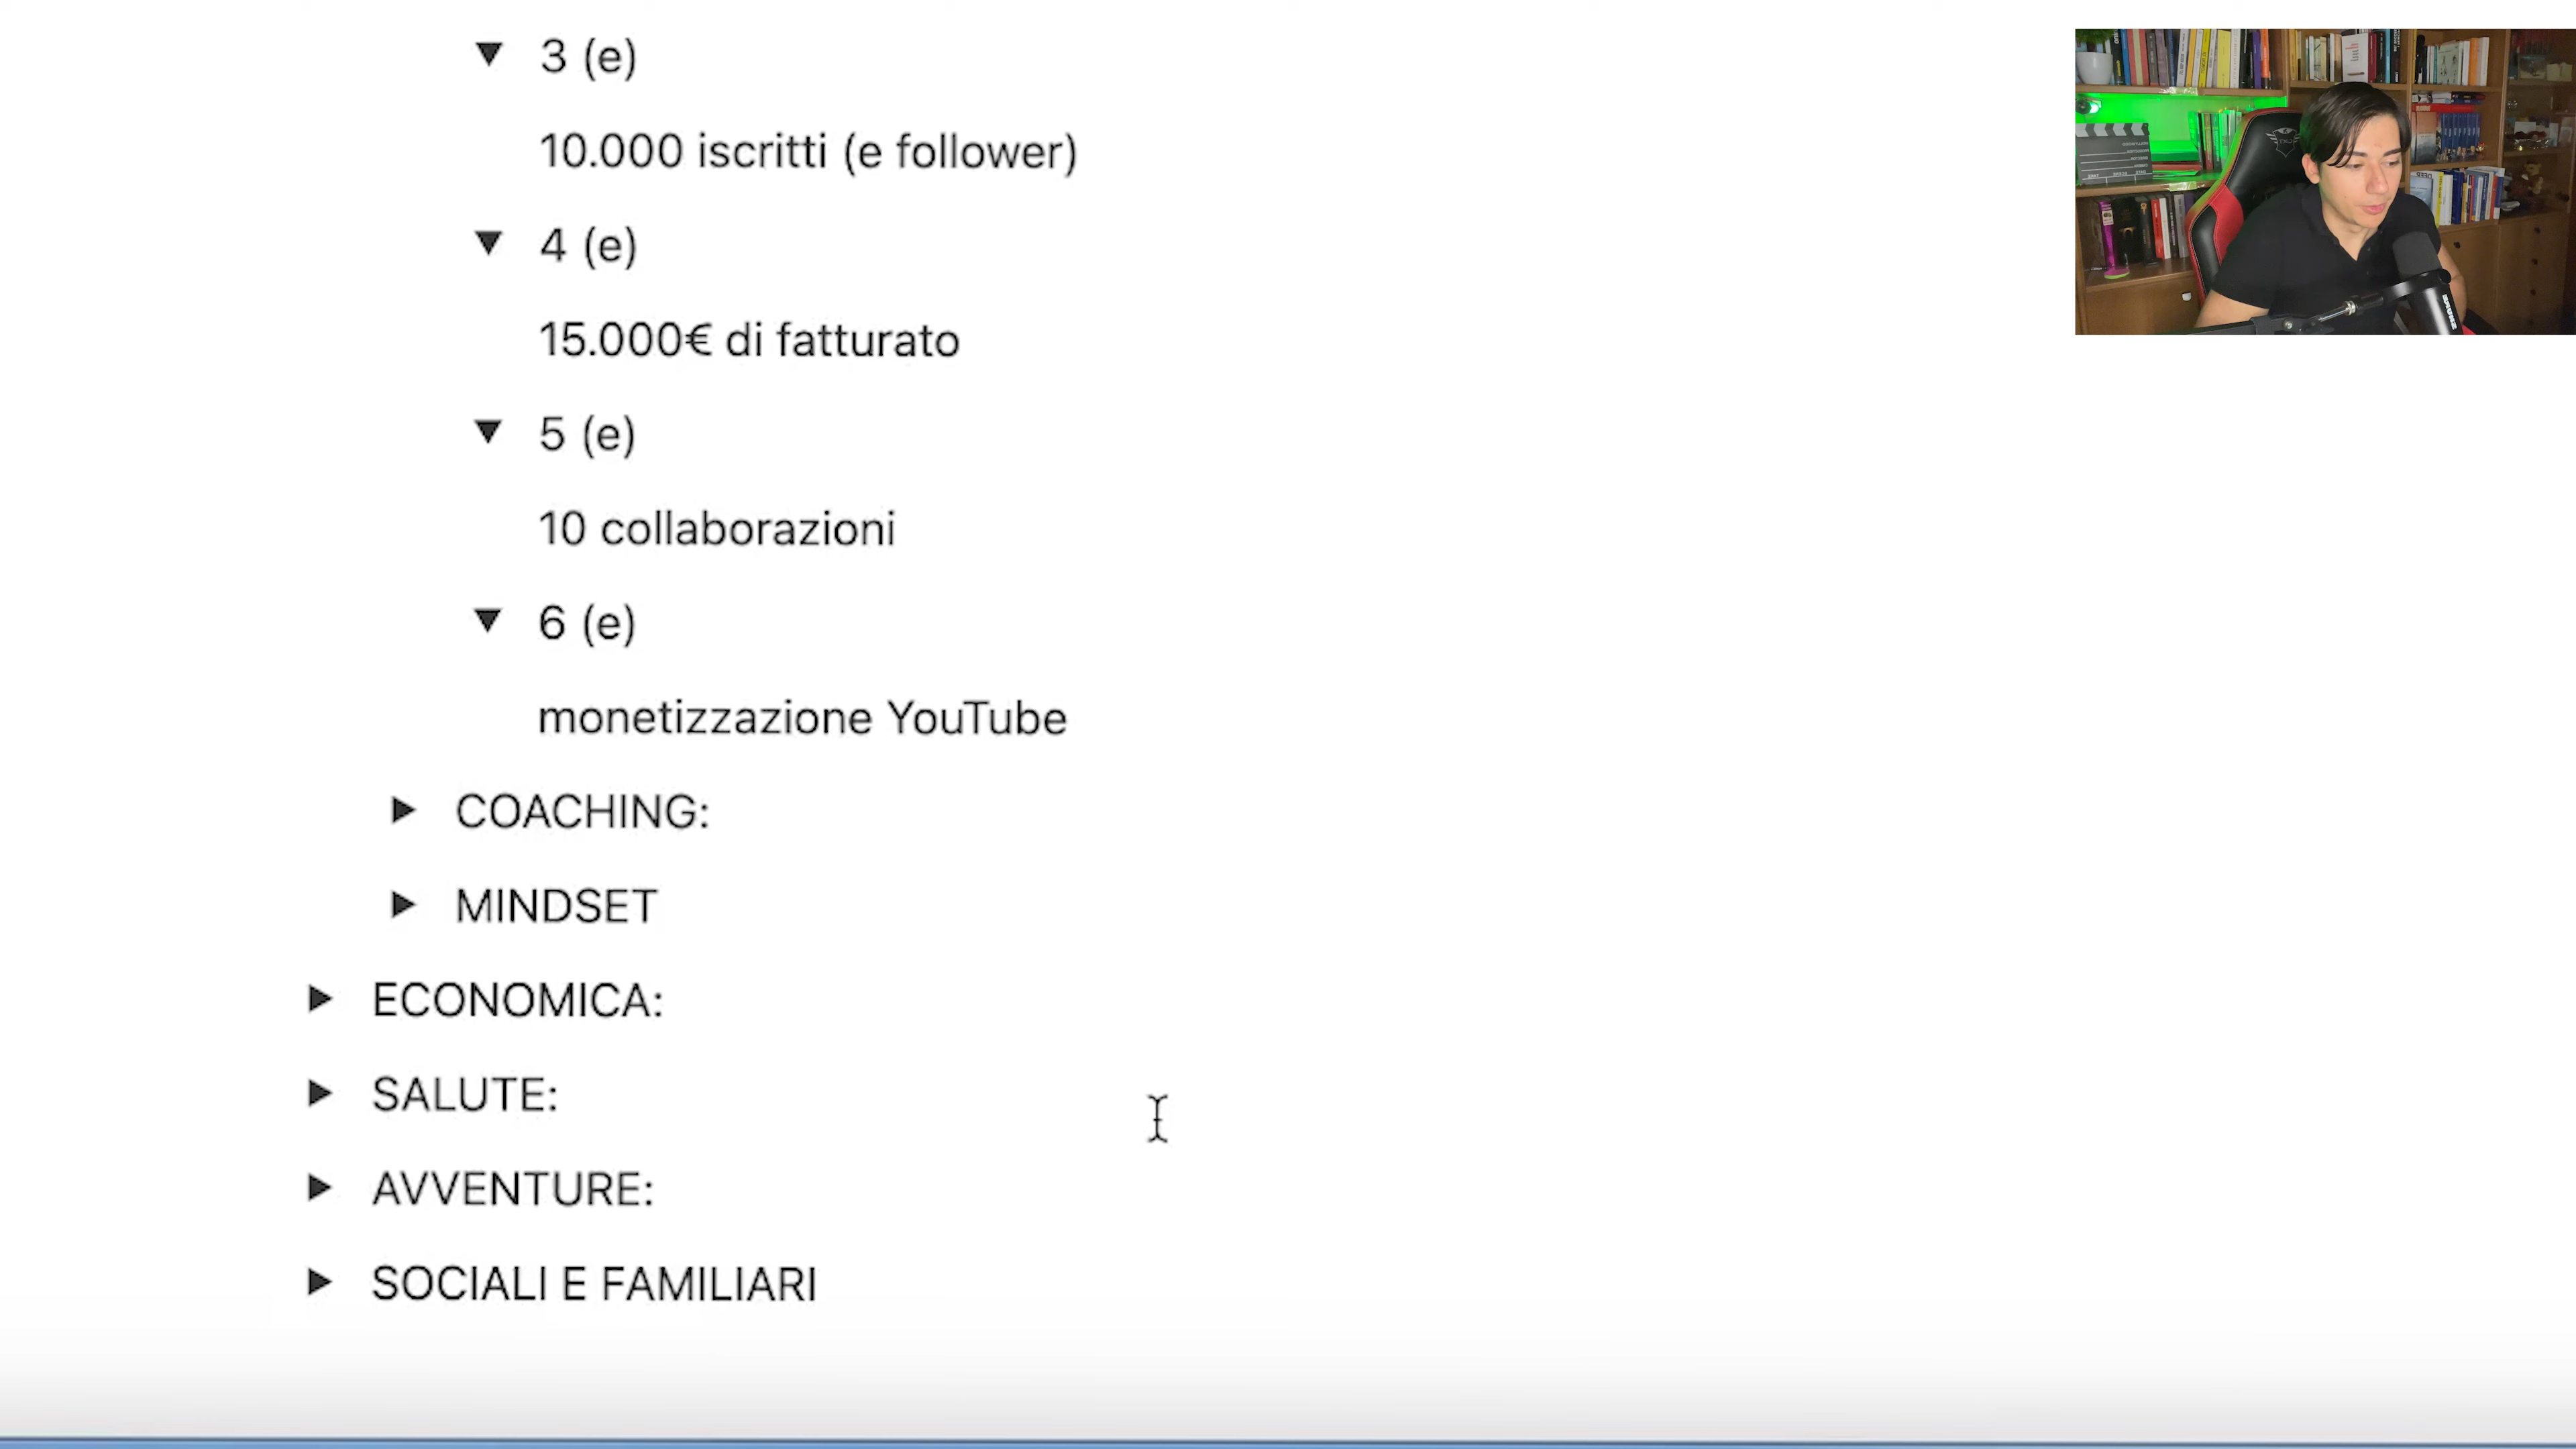 3 (e)
10.000 iscritti (e follower)
4 (e)
15.000€ di fatturato
5 (e)
10 collaborazioni
6 (e)
monetizzazione YouTube
COACHING:
MINDSET
ECONOMICA:
SALUTE:
AVVENTURE:
SOCIALI E FAMILIARI